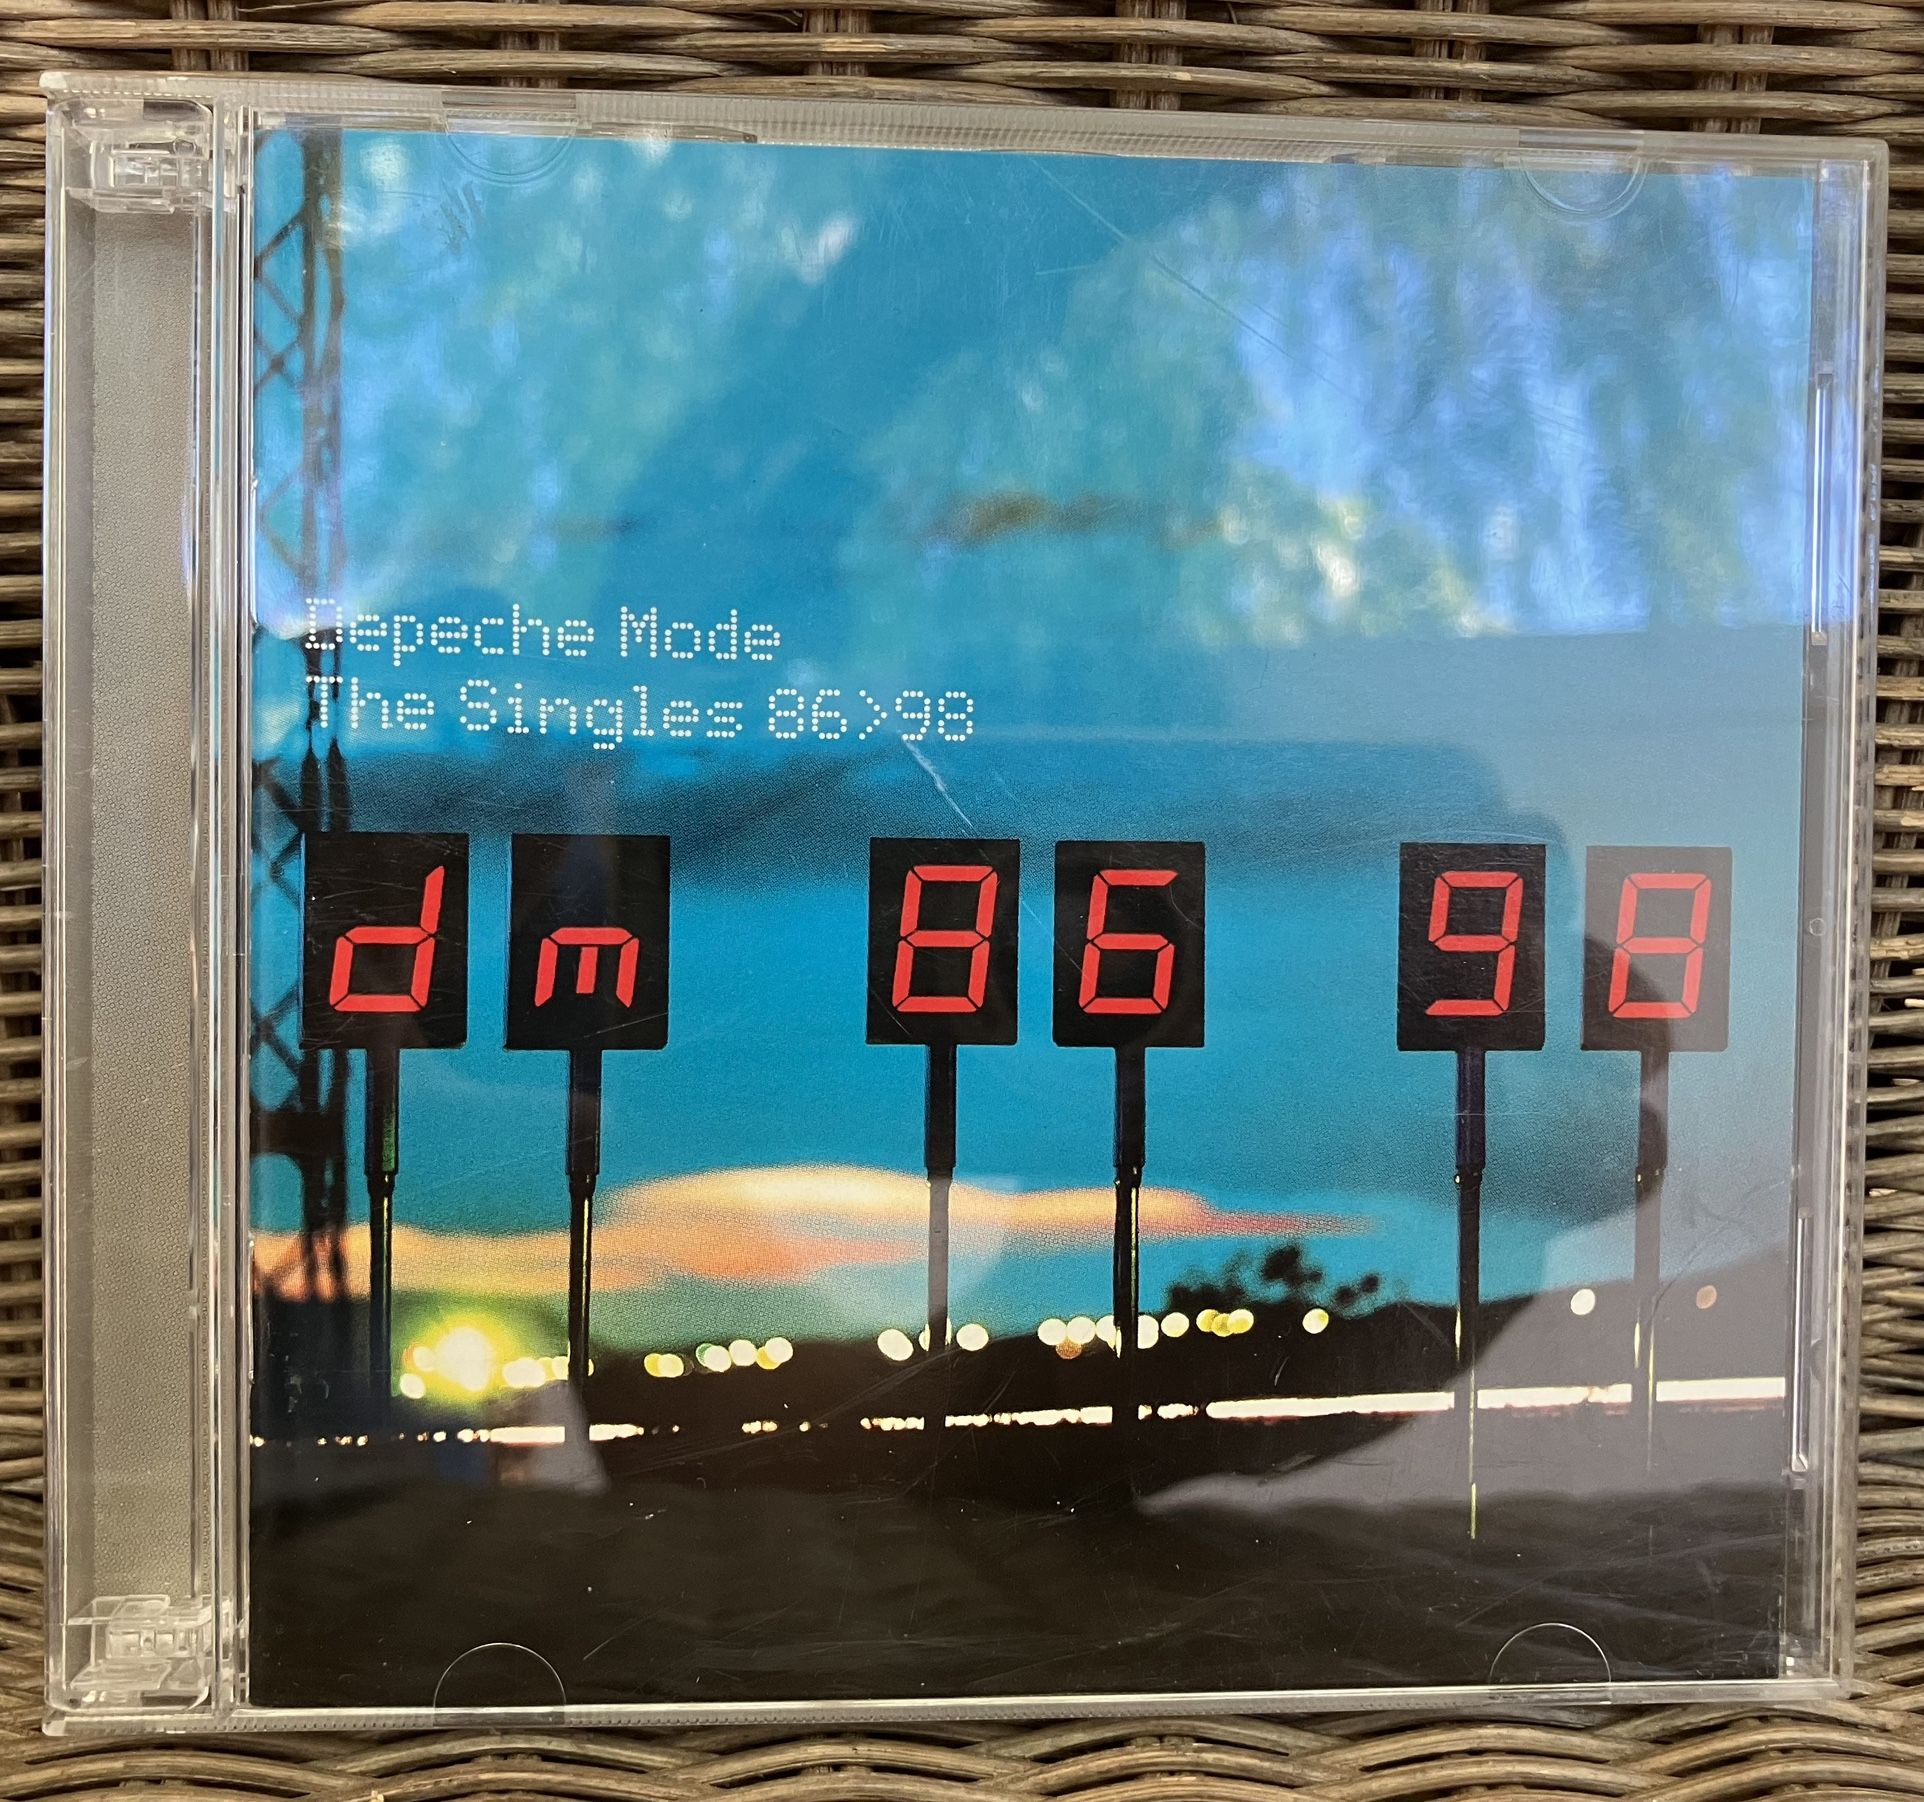 Depeche Mode
The Singles 86>98
dm 86 98